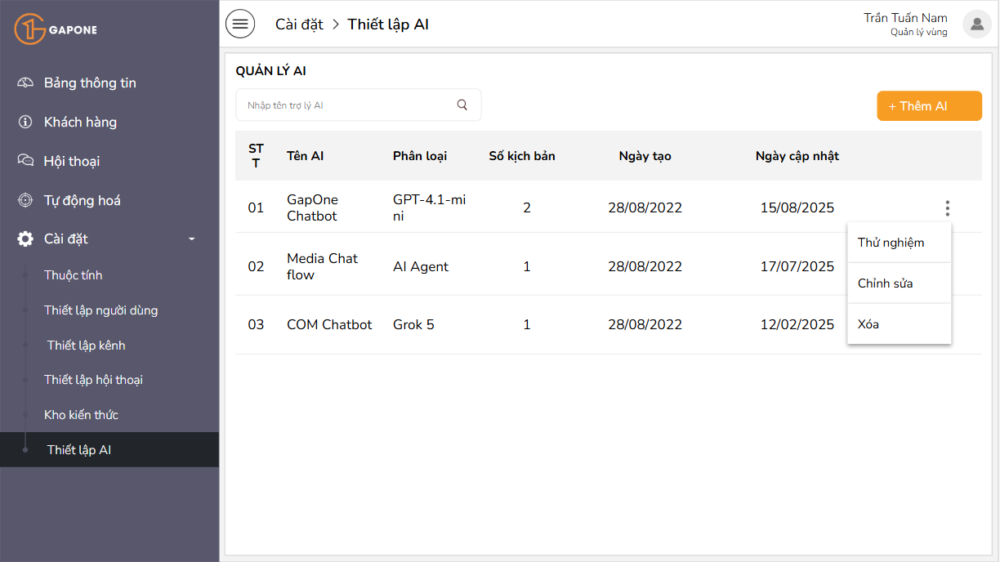 GAPONE
Cài đặt > Thiết lập AI
Trần Tuấn Nam
Quản lý vùng
Bảng thông tin
Khách hàng
Hội thoại
Tự động hoá
Cài đặt
Thuộc tính
Thiết lập người dùng
Thiết lập kênh
Thiết lập hội thoại
Kho kiến thức
Thiết lập AI
QUẢN LÝ AI
Nhập tên trợ lý AI
+ Thêm AI
ST
T
Tên AI
Phân loại
Số kịch bản
Ngày tạo
Ngày cập nhật
01
GapOne
Chatbot
GPT-4.1-mi
ni
2
28/08/2022
15/08/2025
02
Media Chat
flow
AI Agent
1
28/08/2022
17/07/2025
03
COM Chatbot
Grok 5
1
28/08/2022
12/02/2025
Thử nghiệm
Chỉnh sửa
Xóa